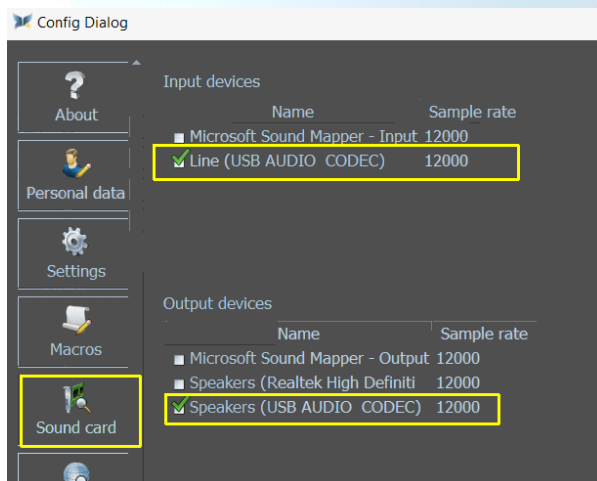 Config Dialog
About
Personal data
Settings
Macros
Sound card
Input devices
Name Sample rate
Microsoft Sound Mapper - Input 12000
Line (USB AUDIO  CODEC) 12000
Output devices
Name Sample rate
Microsoft Sound Mapper - Output 12000
Speakers (Realtek High Definiti 12000
Speakers (USB AUDIO  CODEC) 12000